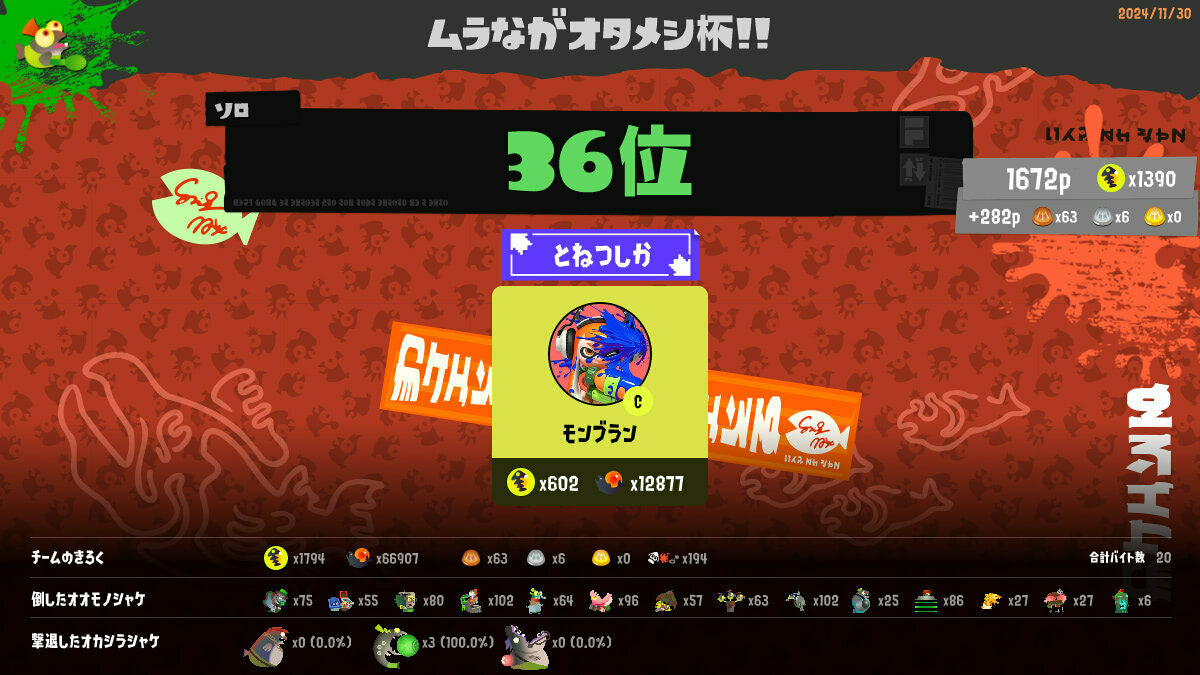 2024/11/30
ムラながオタメシ杯!!
ソロ
36位
1672p x1390
+282p x63 x6 x0
とねつしか
C
モンブラン
x602 x12877
チームのきろく x1794 x66907 x63 x6 x0 x194 合計バイト数 20
倒したオオモノシャケ x75 x55 x80 x102 x64 x96 x57 x63 x102 x25 x86 x27 x27 x6
撃退したオカシラシャケ x0 (0.0%) x3 (100.0%) x0 (0.0%)